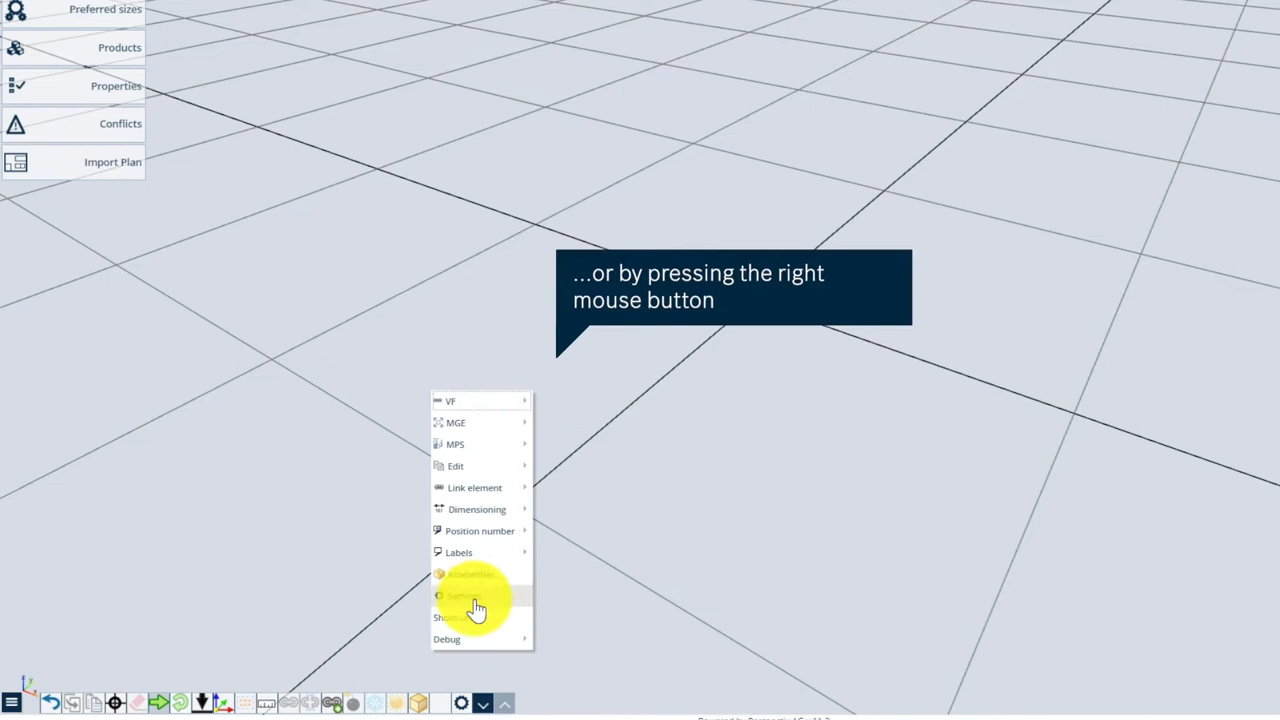 Preferred sizes
Products
Properties
Conflicts
Import Plan
...or by pressing the right
mouse button
VF
MGE
MPS
Edit
Link element
Dimensioning
Position number
Labels
Settings
Debug